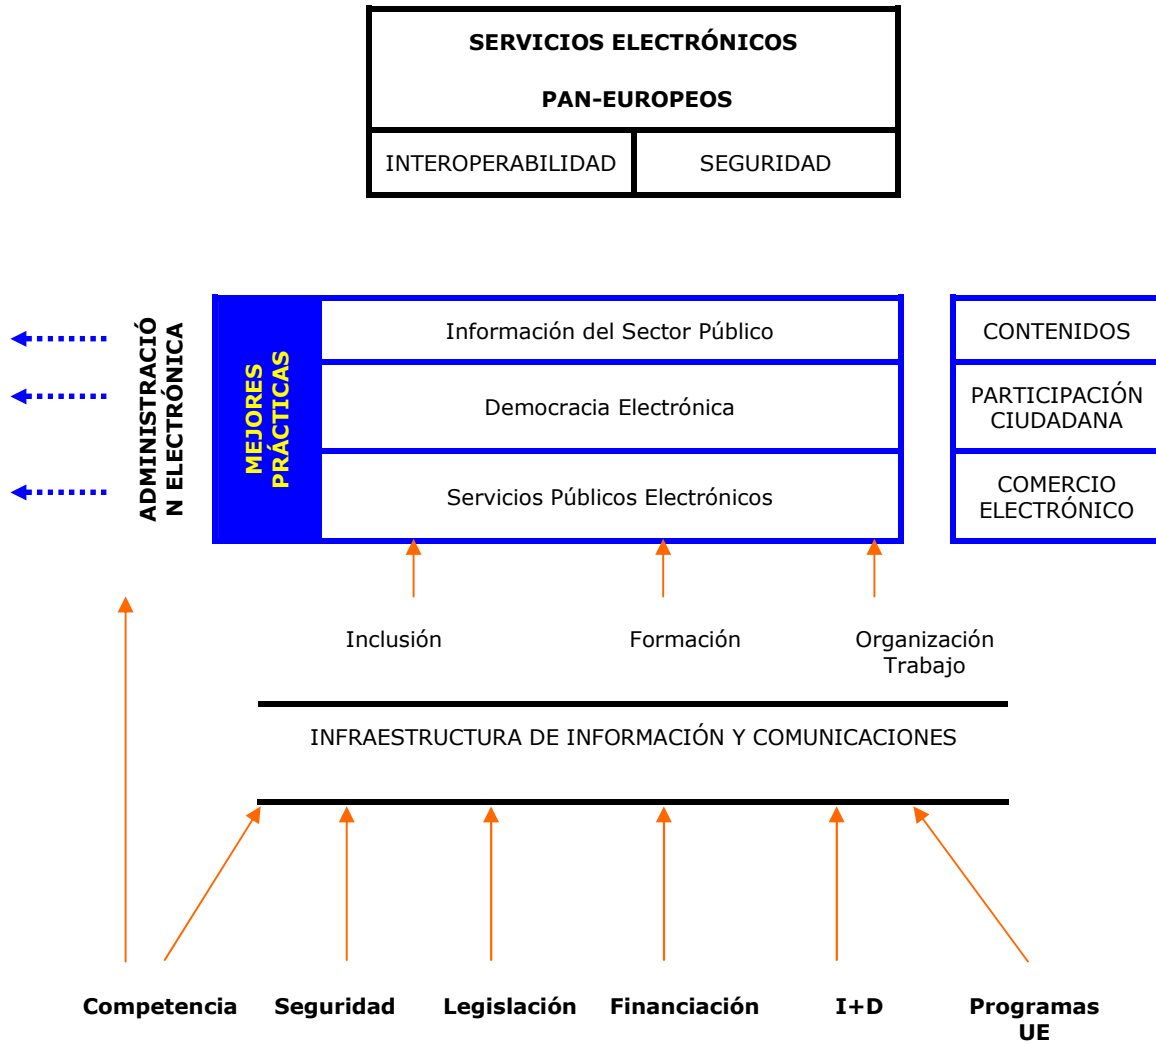 SERVICIOS ELECTRÓNICOS
PAN-EUROPEOS
INTEROPERABILIDAD
SEGURIDAD
ADMINISTRACIÓ
N ELECTRÓNICA
MEJORES
PRÁCTICAS
Información del Sector Público
Democracia Electrónica
Servicios Públicos Electrónicos
CONTENIDOS
PARTICIPACIÓN
CIUDADANA
COMERCIO
ELECTRÓNICO
Inclusión
Formación
Organización
Trabajo
INFRAESTRUCTURA DE INFORMACIÓN Y COMUNICACIONES
Competencia
Seguridad
Legislación
Financiación
I+D
Programas
UE